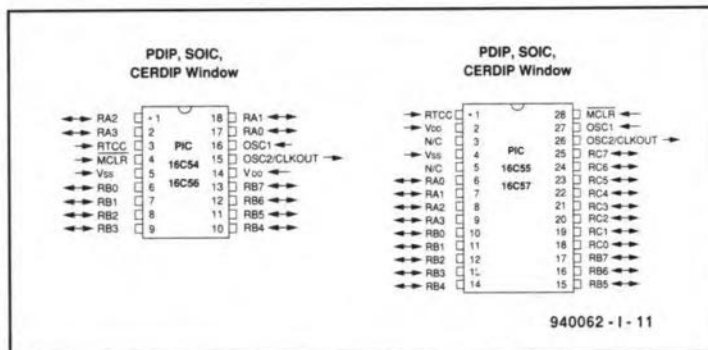 PDIP, SOIC,
CERDIP Window
RA2 •1 18 RA1
RA3 2 PIC 17 RA0
RTCC 3 16 OSC1
MCLR 4 16C54 15 OSC2/CLKOUT
Vss 5 16C56 14 VDD
RB0 6 13 RB7
RB1 7 12 RB6
RB2 8 11 RB5
RB3 9 10 RB4
PDIP, SOIC,
CERDIP Window
RTCC •1 28 MCLR
VDD 2 27 OSC1
N/C 3 PIC 26 OSC2/CLKOUT
Vss 4 25 RC7
N/C 5 16C55 24 RC6
RA0 6 16C57 23 RC5
RA1 7 22 RC4
RA2 8 21 RC3
RA3 9 20 RC2
RB0 10 19 RC1
RB1 11 18 RC0
RB2 12 17 RB7
RB3 13 16 RB6
RB4 14 15 RB5
940062 - I - 11